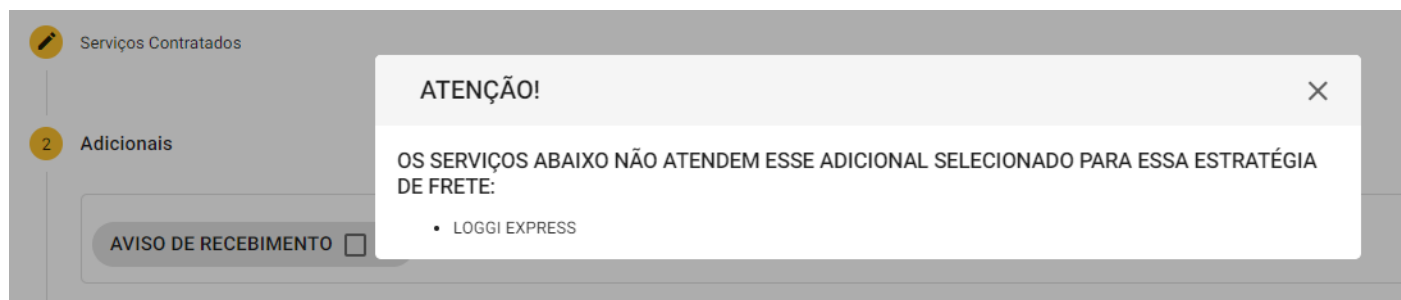 Serviços Contratados
ATENÇÃO!
2 Adicionais
OS SERVIÇOS ABAIXO NÃO ATENDEM ESSE ADICIONAL SELECIONADO PARA ESSA ESTRATÉGIA
DE FRETE:
• LOGGI EXPRESS
AVISO DE RECEBIMENTO